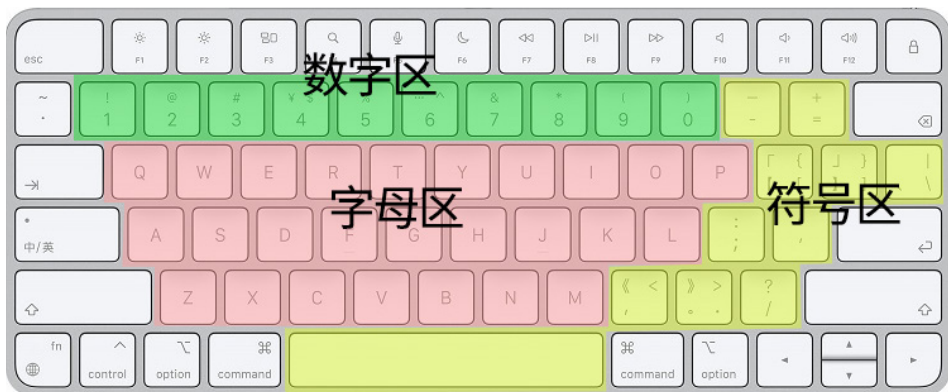 esc F1 F2 F3 F6 F7 F8 F9 F10 F11 F12
数字区
~ ! @ # ¥ $ % ^ & * ( ) — +
· 1 2 3 4 5 6 7 8 9 0 - =
Q W E R T Y U I O P 「 { 」 } |
\
字母区
符号区
中/英 A S D F G H J K L : ;
Z X C V B N M 《 < 》 > ?
, 。 . /
fn control option command command option